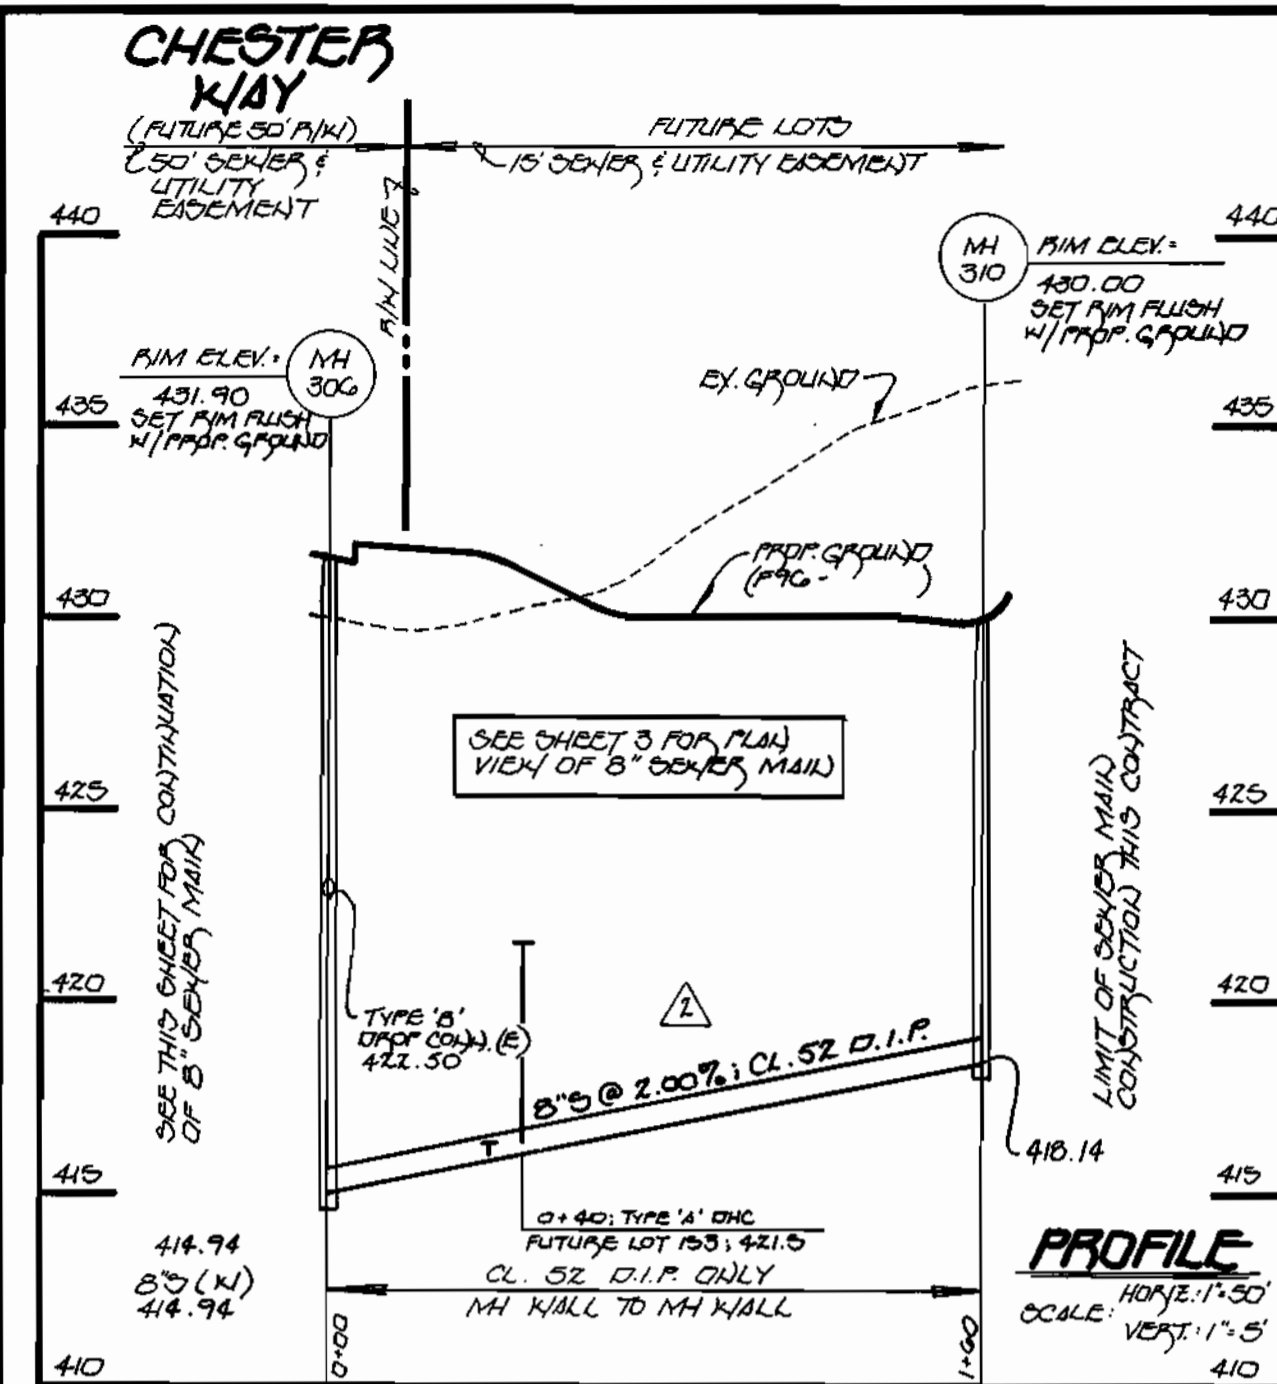 CHESTER
WAY
(FUTURE 50' R/W)
50' SEWER &
UTILITY
EASEMENT
FUTURE LOTS
15' SEWER & UTILITY EASEMENT
R/W LINE
440
440
MH
310
RIM ELEV. =
430.00
SET RIM FLUSH
W/ PROP. GROUND
RIM ELEV. =
431.90
SET RIM FLUSH
W/ PROP. GROUND
MH
306
EX. GROUND
435
435
PROP. GROUND
(F96-        )
430
430
SEE THIS SHEET FOR CONTINUATION
OF 8" SEWER MAIN
SEE SHEET 3 FOR PLAN
VIEW OF 8" SEWER MAIN
LIMIT OF SEWER MAIN
CONSTRUCTION THIS CONTRACT
425
425
420
420
TYPE 'B'
DROP CONN. (E)
422.50
2
8"S @ 2.00%; CL. 52 D.I.P.
T
418.14
415
415
0+40; TYPE 'A' DHC
FUTURE LOT 153; 421.5
414.94
8"S (W)
414.94
CL. 52 D.I.P. ONLY
MH WALL TO MH WALL
PROFILE
SCALE: HORIZ.: 1"=50'
VERT.: 1"=5'
0+00
1+60
410
410